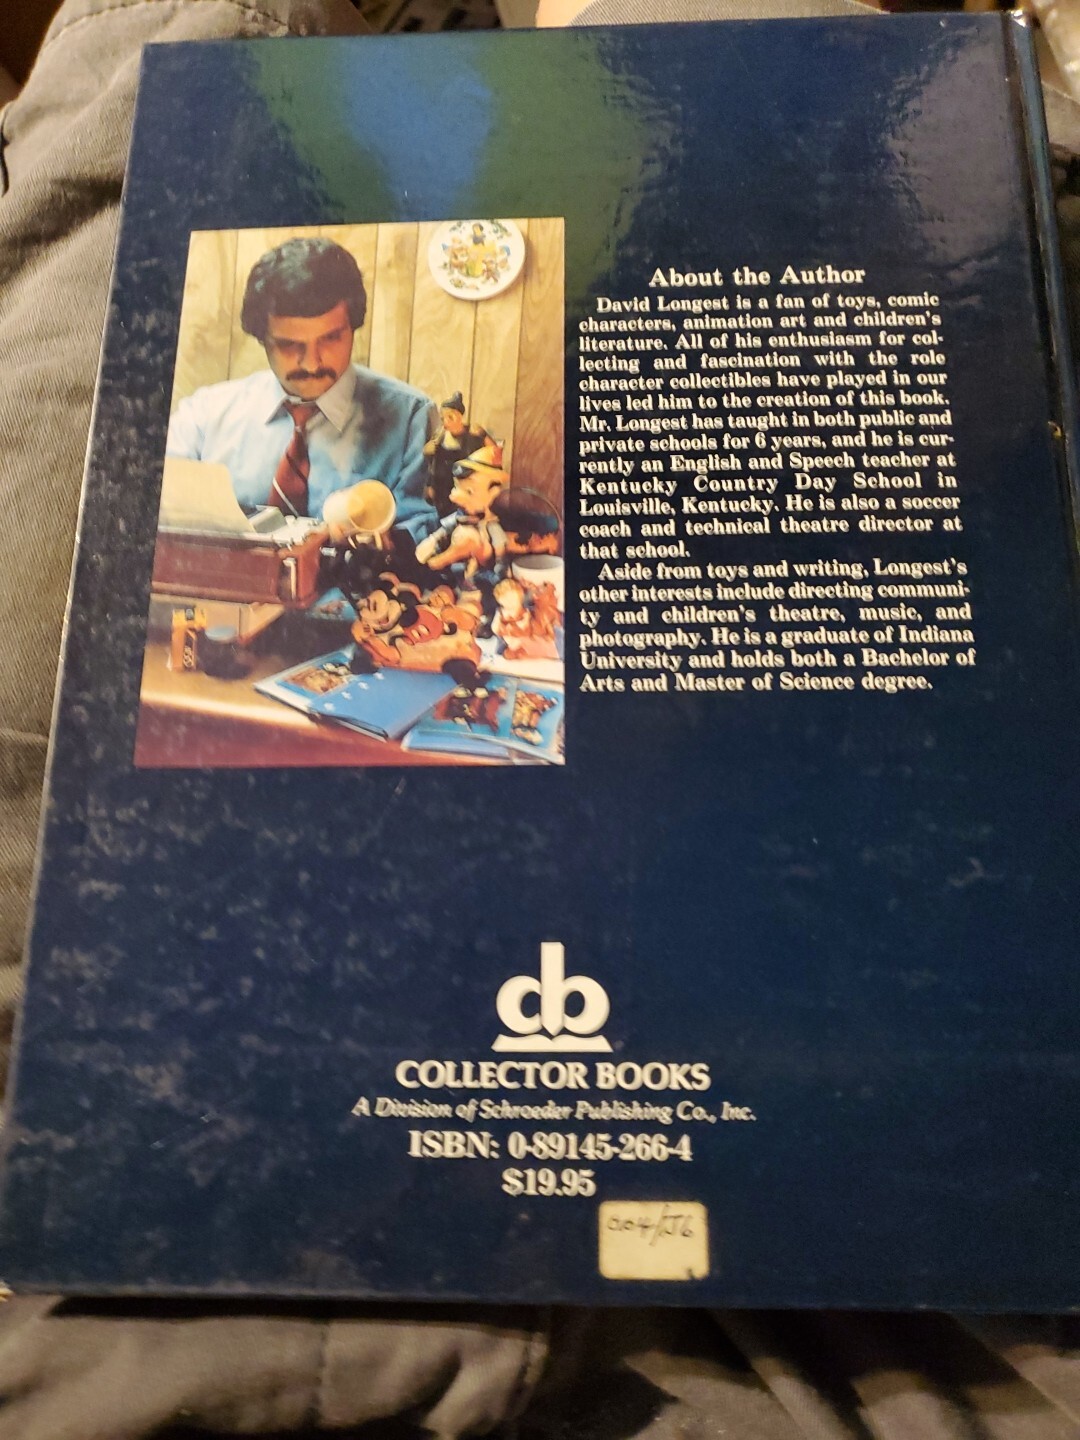 About the Author
David Longest is a fan of toys, comic
characters, animation art and children's
literature. All of his enthusiasm for col-
lecting and fascination with the role
character collectibles have played in our
lives led him to the creation of this book.
Mr. Longest has taught in both public and
private schools for 6 years, and he is cur-
rently an English and Speech teacher at
Kentucky Country Day School in
Louisville, Kentucky. He is also a soccer
coach and technical theatre director at
that school.
Aside from toys and writing, Longest's
other interests include directing communi-
ty and children's theatre, music, and
photography. He is a graduate of Indiana
University and holds both a Bachelor of
Arts and Master of Science degree.
cb
COLLECTOR BOOKS
A Division of Schroeder Publishing Co., Inc.
ISBN: 0-89145-266-4
$19.95